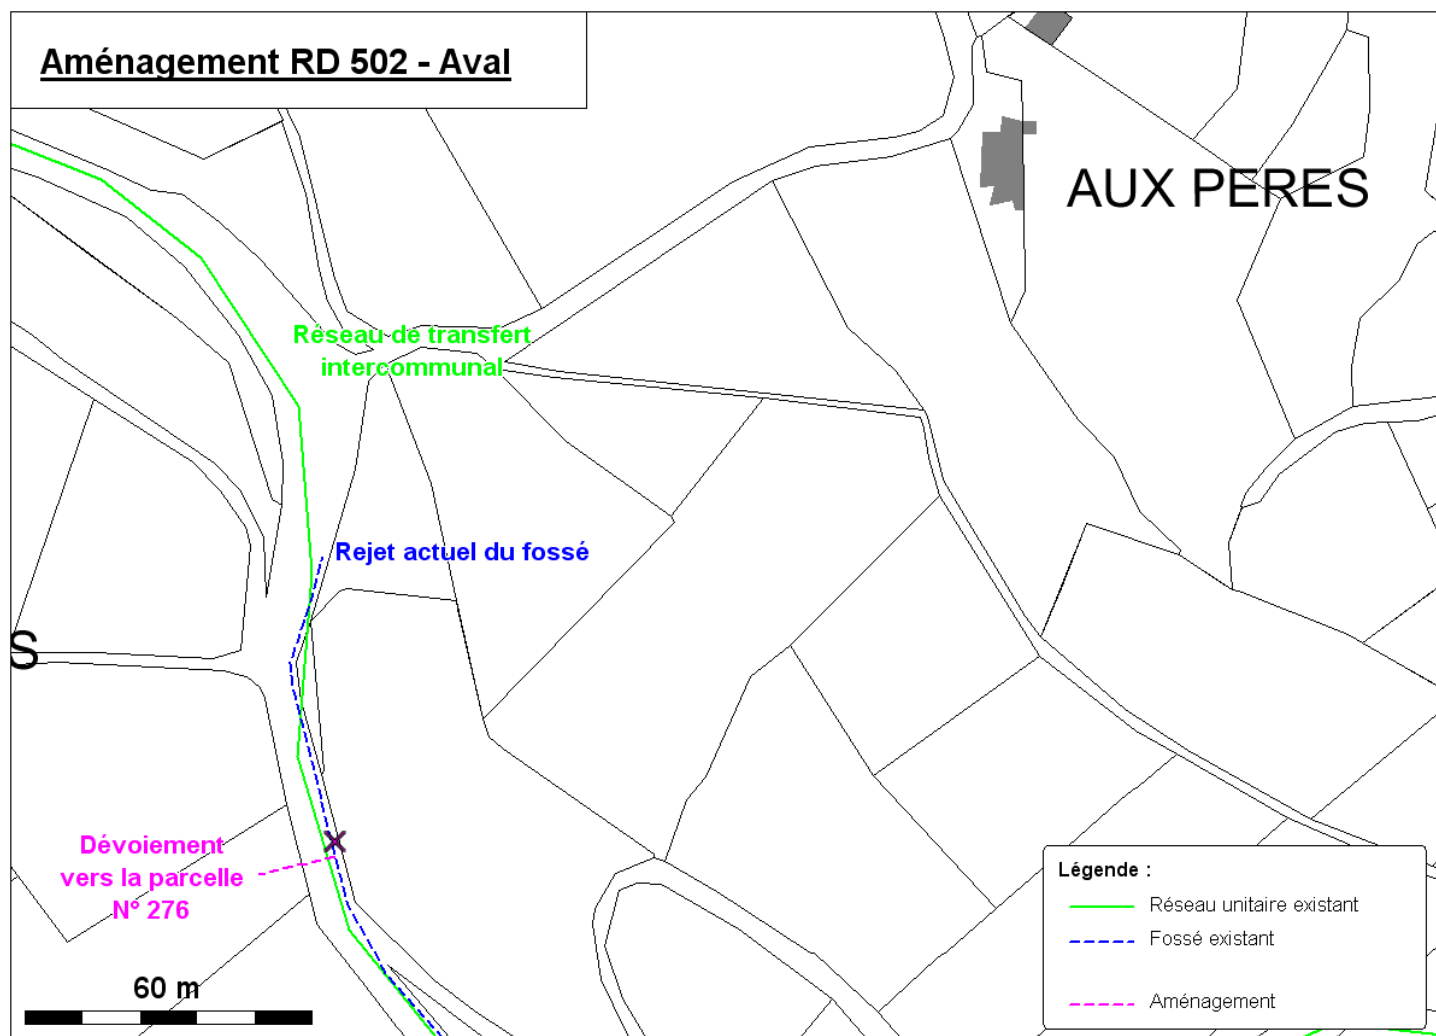 Aménagement RD 502 - Aval
AUX PERES
Réseau de transfert
intercommunal
Rejet actuel du fossé
S
Dévoiement
vers la parcelle
N° 276
60 m
Légende :
Réseau unitaire existant
Fossé existant
Aménagement